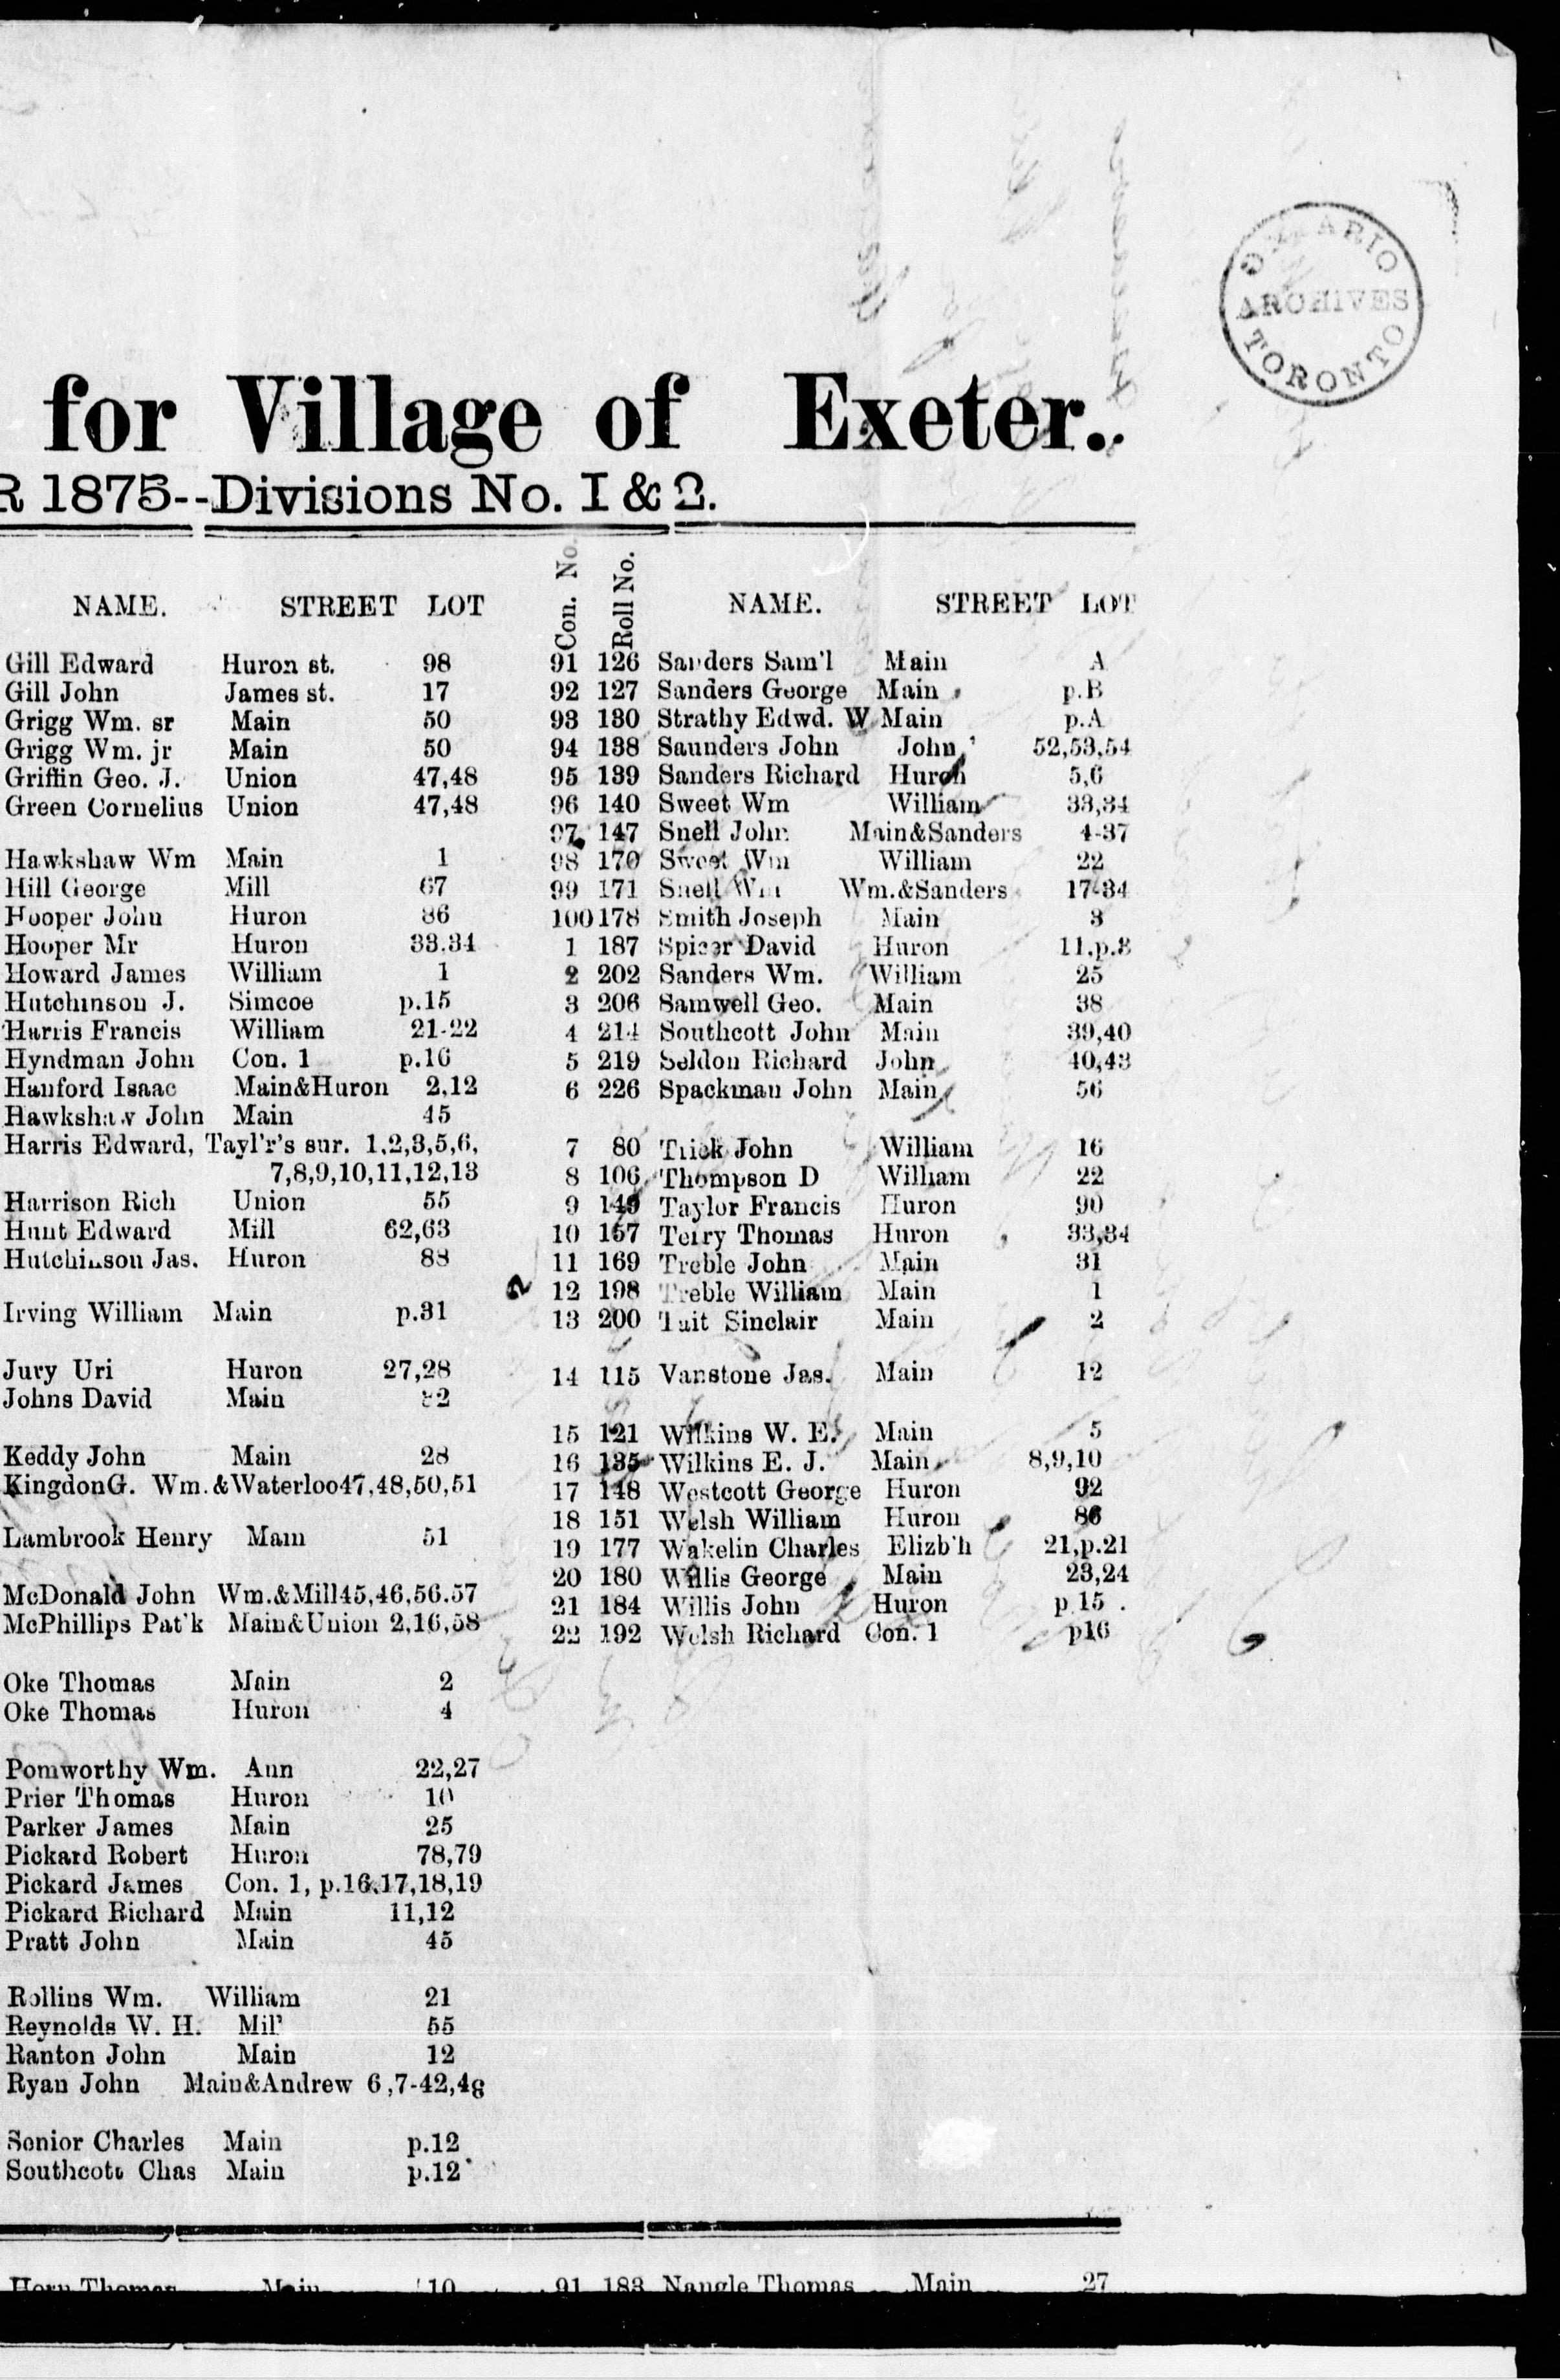 ONTARIO
ARCHIVES
TORONTO
for Village of Exeter.
R 1875--Divisions No. 1 & 2.
NAME. STREET LOT
Gill Edward Huron st. 98
Gill John James st. 17
Grigg Wm. sr Main 50
Grigg Wm. jr Main 50
Griffin Geo. J. Union 47,48
Green Cornelius Union 47,48
Hawkshaw Wm Main 1
Hill George Mill 67
Hooper John Huron 86
Hooper Mr Huron 33.34
Howard James William 1
Hutchinson J. Simcoe p.15
Harris Francis William 21-22
Hyndman John Con. 1 p.16
Hanford Isaac Main&Huron 2,12
Hawkshaw John Main 45
Harris Edward, Tayl'r's sur. 1,2,3,5,6,
7,8,9,10,11,12,13
Harrison Rich Union 55
Hunt Edward Mill 62,63
Hutchinson Jas. Huron 88
Irving William Main p.31
Jury Uri Huron 27,28
Johns David Main
Keddy John Main 28
KingdonG. Wm.&Waterloo47,48,50,51
Lambrook Henry Main 51
McDonald John Wm.&Mill45,46,56.57
McPhillips Pat'k Main&Union 2,16,58
Oke Thomas Main 2
Oke Thomas Huron 4
Pomworthy Wm. Ann 22,27
Prier Thomas Huron 10
Parker James Main 25
Pickard Robert Huron 78,79
Pickard James Con. 1, p.16,17,18,19
Pickard Richard Main 11,12
Pratt John Main 45
Rollins Wm. William 21
Reynolds W. H. Mill 55
Ranton John Main 12
Ryan John Main&Andrew 6,7-42,48
Senior Charles Main p.12
Southcott Chas Main p.12
Con. No. Roll No. NAME. STREET LOT
91 126 Sanders Sam'l Main A
92 127 Sanders George Main p.B
93 130 Strathy Edwd. W Main p.A
94 138 Saunders John John 52,53,54
95 139 Sanders Richard Huron 5,6
96 140 Sweet Wm William 33,34
97 147 Snell John Main&Sanders 4-37
98 170 Sweet Wm William 22
99 171 Snell Wm Wm.&Sanders 17-34
100 178 Smith Joseph Main 3
1 187 Spicer David Huron 11,p.8
2 202 Sanders Wm. William 25
3 206 Samwell Geo. Main 38
4 214 Southcott John Main 39,40
5 219 Seldon Richard John 40,43
6 226 Spackman John Main 56
7 80 Trick John William 16
8 106 Thompson D William 22
9 149 Taylor Francis Huron 90
10 157 Terry Thomas Huron 33,34
11 169 Treble John Main 31
12 198 Treble William Main 1
13 200 Tait Sinclair Main 2
14 115 Vanstone Jas. Main 12
15 121 Wilkins W. E. Main 5
16 135 Wilkins E. J. Main 8,9,10
17 148 Westcott George Huron 92
18 151 Welsh William Huron 86
19 177 Wakelin Charles Elizb'h 21,p.21
20 180 Willis George Main 23,24
21 184 Willis John Huron p.15 .
22 192 Welsh Richard Con. 1 p16
Horn Thomas Main 10 91 183 Nangle Thomas Main 27